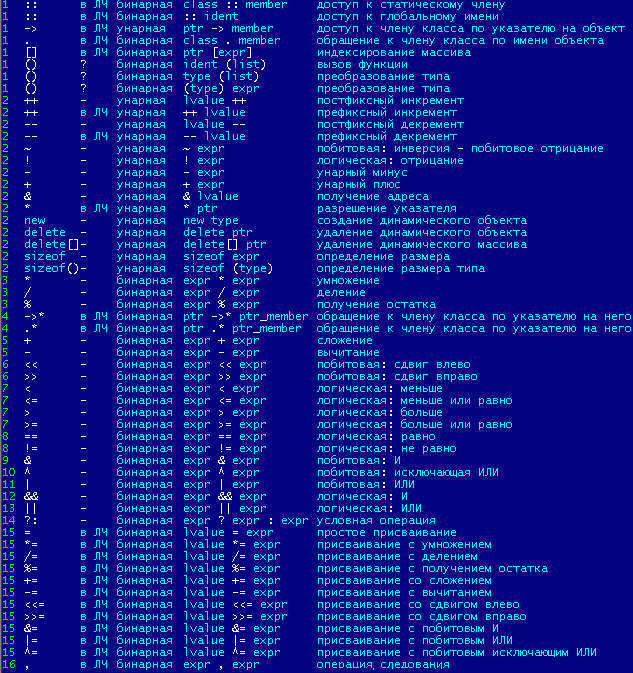 1 :: в ЛЧ бинарная class :: member доступ к статическому члену
1 :: в ЛЧ бинарная :: ident доступ к глобальному имени
1 -> в ЛЧ унарная ptr -> member доступ к члену класса по указателю на объект
1 . в ЛЧ бинарная class . member обращение к члену класса по имени объекта
1 [] в ЛЧ бинарная ptr [expr] индексирование массива
1 () ? бинарная ident (list) вызов функции
1 () ? бинарная type (list) преобразование типа
1 () ? бинарная (type) expr преобразование типа
2 ++ - унарная lvalue ++ постфиксный инкремент
2 ++ в ЛЧ унарная ++ lvalue префиксный инкремент
2 -- - унарная lvalue -- постфиксный декремент
2 -- в ЛЧ унарная -- lvalue префиксный декремент
2 ~ - унарная ~ expr побитовая: инверсия - побитовое отрицание
2 ! - унарная ! expr логическая: отрицание
2 - - унарная - expr унарный минус
2 + - унарная + expr унарный плюс
2 & - унарная & lvalue получение адреса
2 * в ЛЧ унарная * ptr разрешение указателя
2 new - унарная new type создание динамического объекта
2 delete - унарная delete ptr удаление динамического объекта
2 delete[]- унарная delete[] ptr удаление динамического массива
2 sizeof - унарная sizeof expr определение размера
2 sizeof()- унарная sizeof (type) определение размера типа
3 * - бинарная expr * expr умножение
3 / - бинарная expr / expr деление
3 % - бинарная expr % expr получение остатка
4 ->* в ЛЧ бинарная ptr ->* ptr_member обращение к члену класса по указателю на него
4 .* в ЛЧ бинарная ptr .* ptr_member обращение к члену класса по указателю на него
5 + - бинарная expr + expr сложение
5 - - бинарная expr - expr вычитание
6 << - бинарная expr << expr побитовая: сдвиг влево
6 >> - бинарная expr >> expr побитовая: сдвиг вправо
7 < - бинарная expr < expr логическая: меньше
7 <= - бинарная expr <= expr логическая: меньше или равно
7 > - бинарная expr > expr логическая: больше
7 >= - бинарная expr >= expr логическая: больше или равно
8 == - бинарная expr == expr логическая: равно
8 != - бинарная expr != expr логическая: не равно
9 & - бинарная expr & expr побитовая: И
10 ^ - бинарная expr ^ expr побитовая: исключающая ИЛИ
11 | - бинарная expr | expr побитовая: ИЛИ
12 && - бинарная expr && expr логическая: И
13 || - бинарная expr || expr логическая: ИЛИ
14 ?: - бинарная expr ? expr : expr условная операция
15 = в ЛЧ бинарная lvalue = expr простое присваивание
15 *= в ЛЧ бинарная lvalue *= expr присваивание с умножением
15 /= в ЛЧ бинарная lvalue /= expr присваивание с делением
15 %= в ЛЧ бинарная lvalue %= expr присваивание с получением остатка
15 += в ЛЧ бинарная lvalue += expr присваивание со сложением
15 -= в ЛЧ бинарная lvalue -= expr присваивание с вычитанием
15 <<= в ЛЧ бинарная lvalue <<= expr присваивание со сдвигом влево
15 >>= в ЛЧ бинарная lvalue >>= expr присваивание со сдвигом вправо
15 &= в ЛЧ бинарная lvalue &= expr присваивание с побитовым И
15 |= в ЛЧ бинарная lvalue |= expr присваивание с побитовым ИЛИ
15 ^= в ЛЧ бинарная lvalue ^= expr присваивание с побитовым исключающим ИЛИ
16 , в ЛЧ бинарная expr , expr операция следования